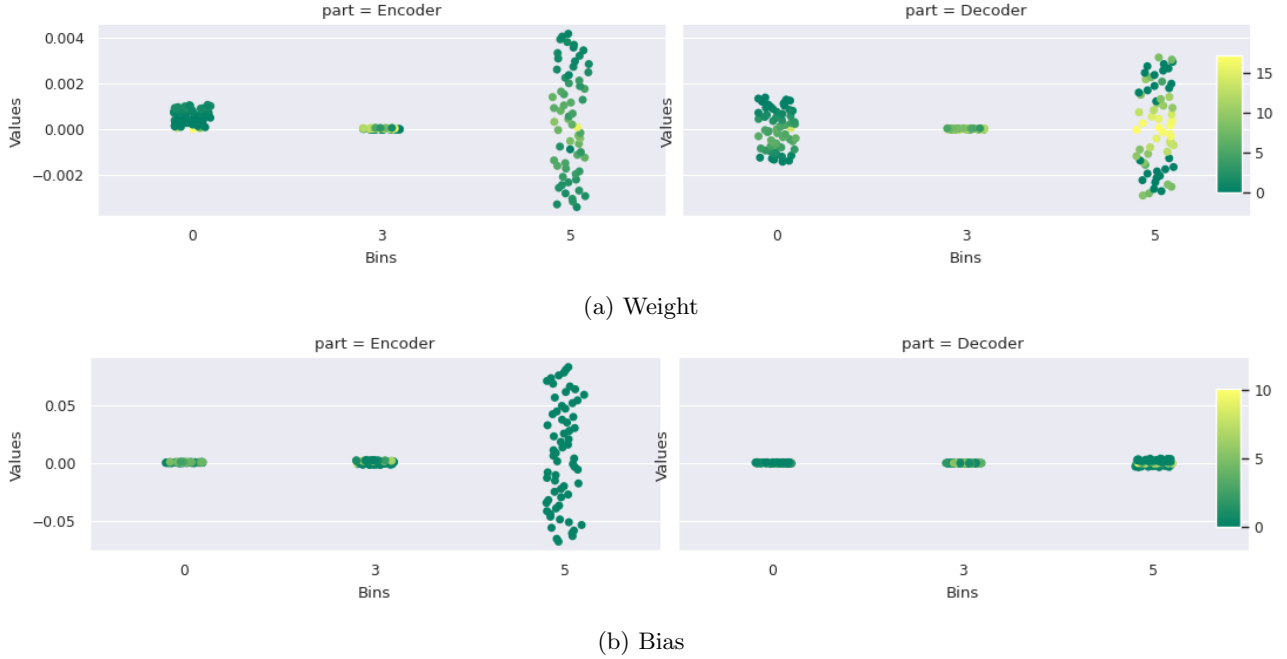 part = Encoder
part = Decoder
Values
0.004
0.002
0.000
−0.002
Values
15
10
5
0
0
3
5
0
3
5
Bins
Bins
(a) Weight
part = Encoder
part = Decoder
Values
0.05
0.00
−0.05
Values
10
5
0
0
3
5
0
3
5
Bins
Bins
(b) Bias